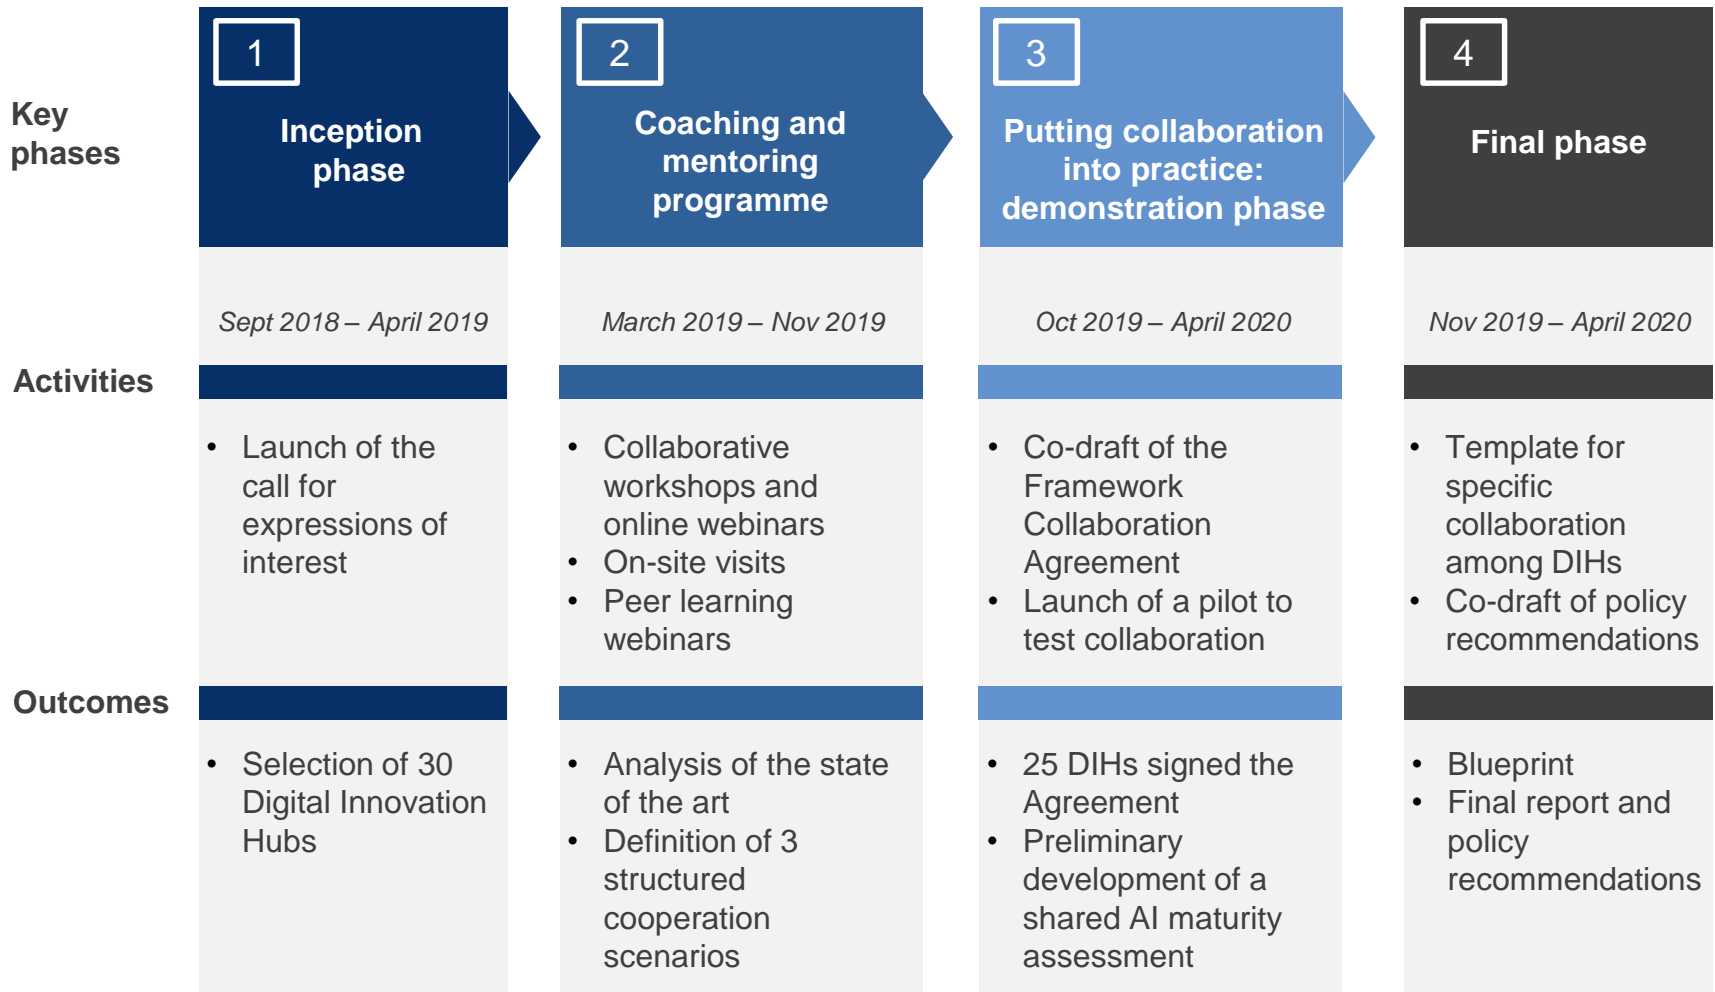 Key
phases
1
Inception
phase
2
Coaching and
mentoring
programme
3
Putting collaboration
into practice:
demonstration phase
4
Final phase
Sept 2018 – April 2019
March 2019 – Nov 2019
Oct 2019 – April 2020
Nov 2019 – April 2020
Activities
• Launch of the
call for
expressions of
interest
• Collaborative
workshops and
online webinars
• On-site visits
• Peer learning
webinars
• Co-draft of the
Framework
Collaboration
Agreement
• Launch of a pilot to
test collaboration
• Template for
specific
collaboration
among DIHs
• Co-draft of policy
recommendations
Outcomes
• Selection of 30
Digital Innovation
Hubs
• Analysis of the state
of the art
• Definition of 3
structured
cooperation
scenarios
• 25 DIHs signed the
Agreement
• Preliminary
development of a
shared AI maturity
assessment
• Blueprint
• Final report and
policy
recommendations